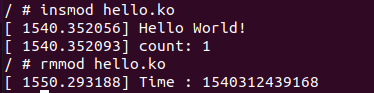 / # insmod hello.ko
[ 1540.352056] Hello World!
[ 1540.352093] count: 1
/ # rmmod hello.ko
[ 1550.293188] Time : 1540312439168